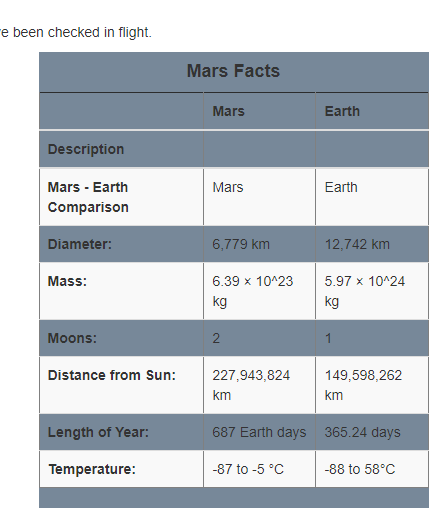 e been checked in flight.
Mars Facts
Mars Earth
Description
Mars - Earth Mars Earth
Comparison
Diameter: 6,779 km 12,742 km
Mass: 6.39 × 10^23 5.97 × 10^24
kg kg
Moons: 2 1
Distance from Sun: 227,943,824 149,598,262
km km
Length of Year: 687 Earth days 365.24 days
Temperature: -87 to -5 °C -88 to 58°C